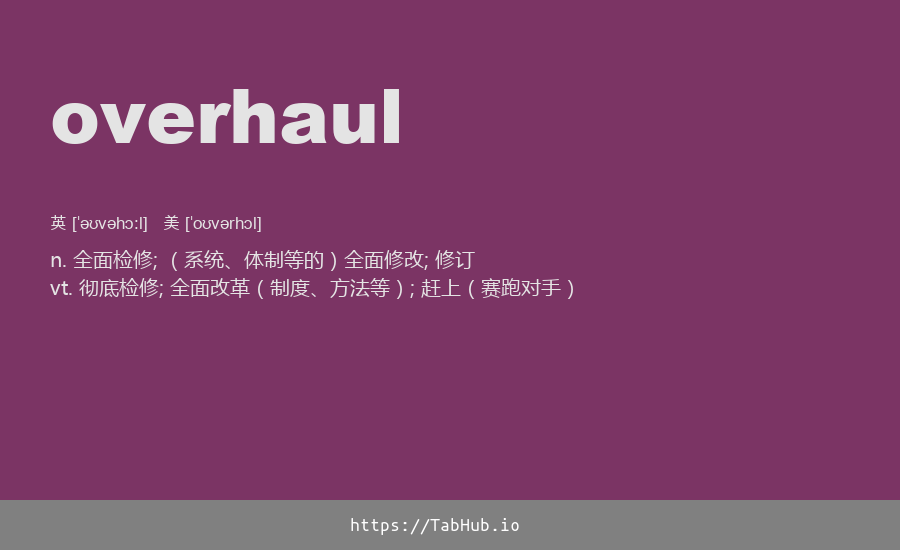 overhaul
英 [ˈəʊvəhɔːl] 美 [ˈoʊvərhɔl]
n. 全面检修; （系统、体制等的）全面修改; 修订
vt. 彻底检修; 全面改革（制度、方法等）; 赶上（赛跑对手）
https://TabHub.io